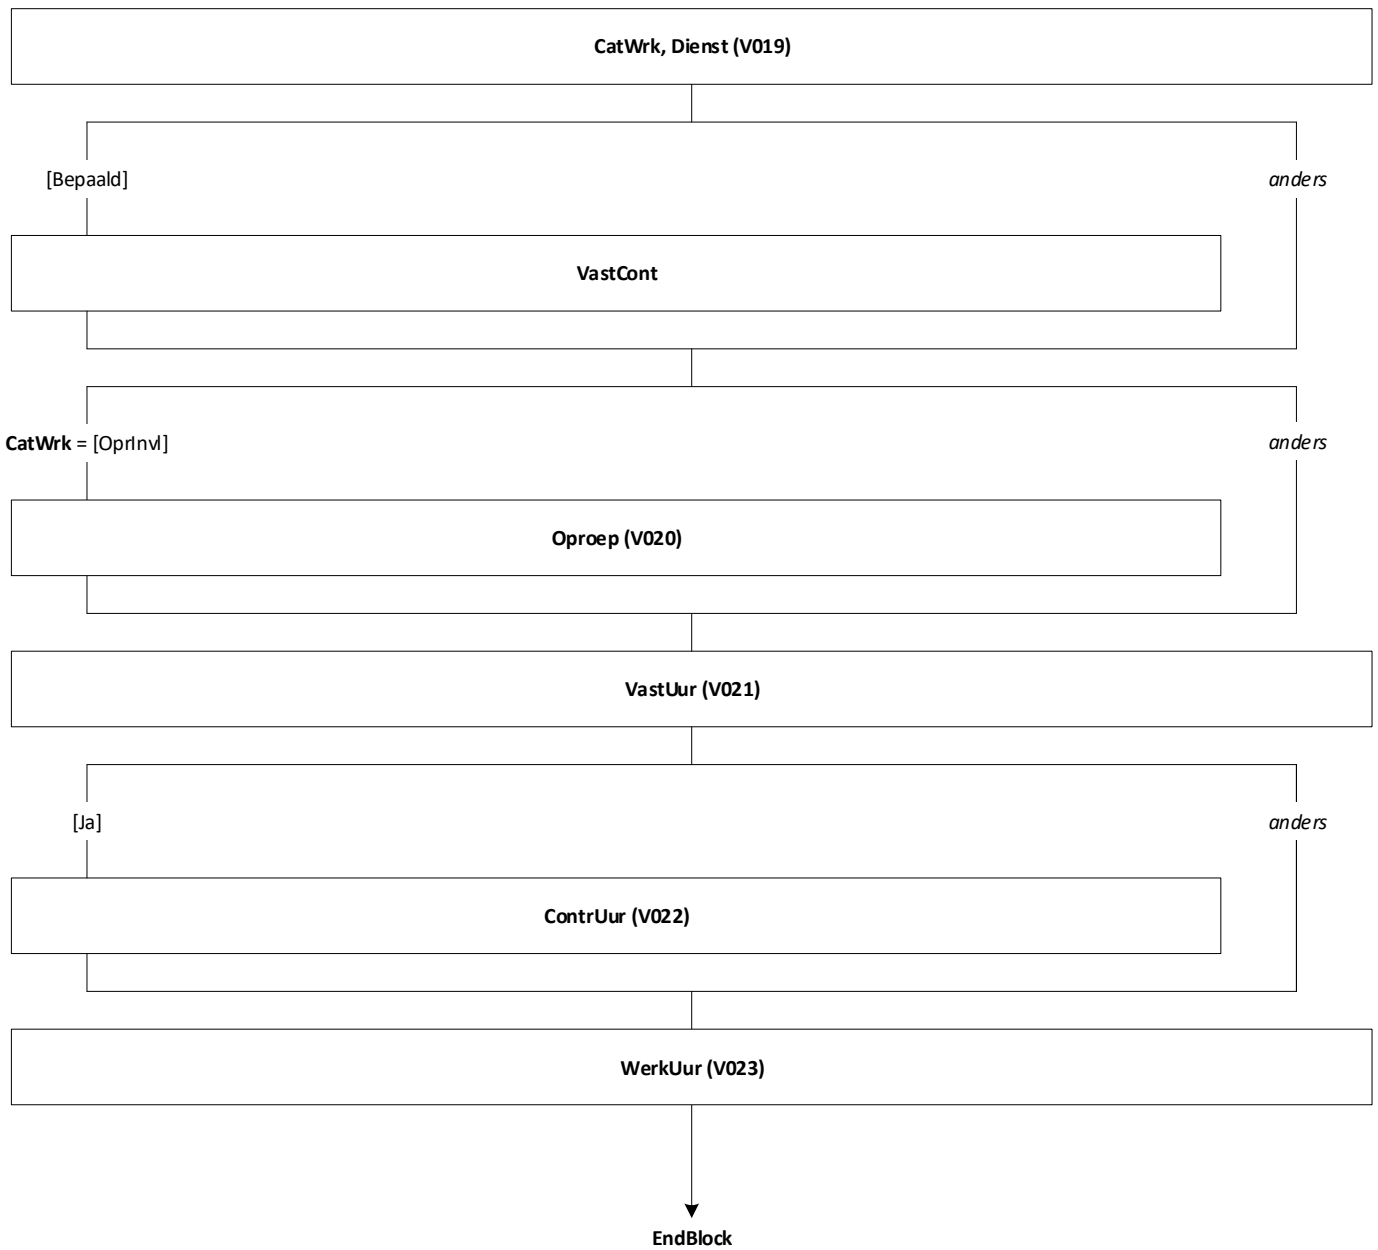 CatWrk, Dienst (V019)
[Bepaald]
anders
VastCont
CatWrk = [OprInvl]
anders
Oproep (V020)
VastUur (V021)
[Ja]
anders
ContrUur (V022)
WerkUur (V023)
EndBlock